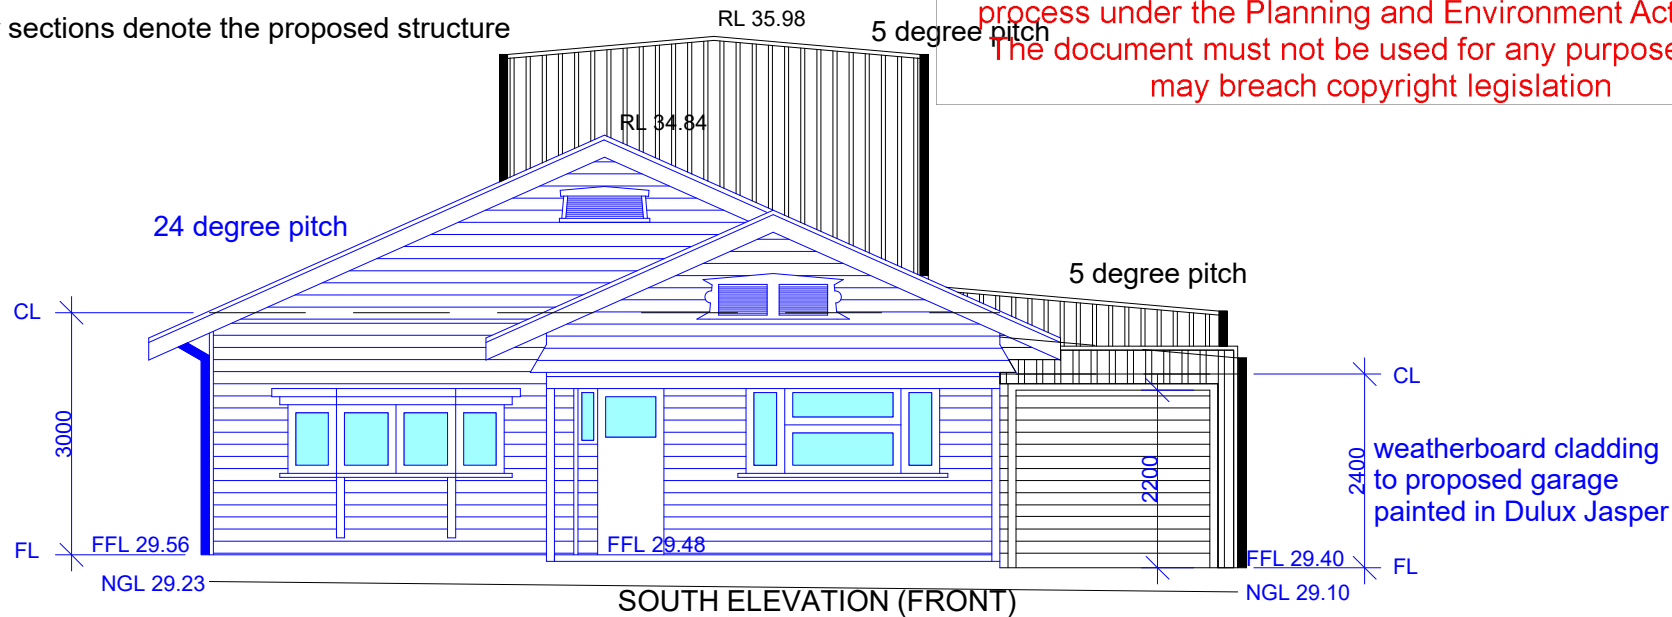 sections denote the proposed structure
RL 35.98
5 degree pitch
process under the Planning and Environment Act
The document must not be used for any purpose
may breach copyright legislation
RL 34.84
24 degree pitch
5 degree pitch
CL
CL
3000
2200
2400
weatherboard cladding
to proposed garage
painted in Dulux Jasper
FL
FFL 29.56
FFL 29.48
FFL 29.40
FL
NGL 29.23
NGL 29.10
SOUTH ELEVATION (FRONT)